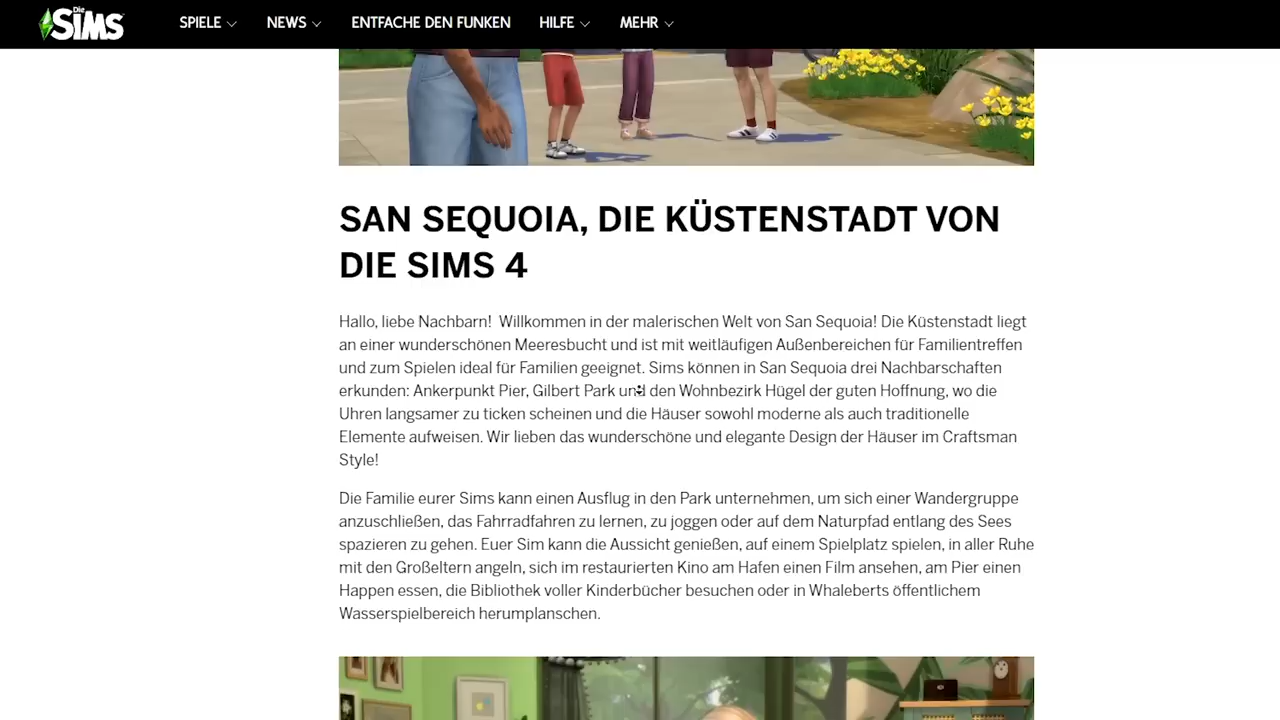 Die
SIMS
SPIELE NEWS ENTFACHE DEN FUNKEN HILFE MEHR
SAN SEQUOIA, DIE KÜSTENSTADT VON
DIE SIMS 4
Hallo, liebe Nachbarn! Willkommen in der malerischen Welt von San Sequoia! Die Küstenstadt liegt
an einer wunderschönen Meeresbucht und ist mit weitläufigen Außenbereichen für Familientreffen
und zum Spielen ideal für Familien geeignet. Sims können in San Sequoia drei Nachbarschaften
erkunden: Ankerpunkt Pier, Gilbert Park und den Wohnbezirk Hügel der guten Hoffnung, wo die
Uhren langsamer zu ticken scheinen und die Häuser sowohl moderne als auch traditionelle
Elemente aufweisen. Wir lieben das wunderschöne und elegante Design der Häuser im Craftsman
Style!
Die Familie eurer Sims kann einen Ausflug in den Park unternehmen, um sich einer Wandergruppe
anzuschließen, das Fahrradfahren zu lernen, zu joggen oder auf dem Naturpfad entlang des Sees
spazieren zu gehen. Euer Sim kann die Aussicht genießen, auf einem Spielplatz spielen, in aller Ruhe
mit den Großeltern angeln, sich im restaurierten Kino am Hafen einen Film ansehen, am Pier einen
Happen essen, die Bibliothek voller Kinderbücher besuchen oder in Whaleberts öffentlichem
Wasserspielbereich herumplanschen.